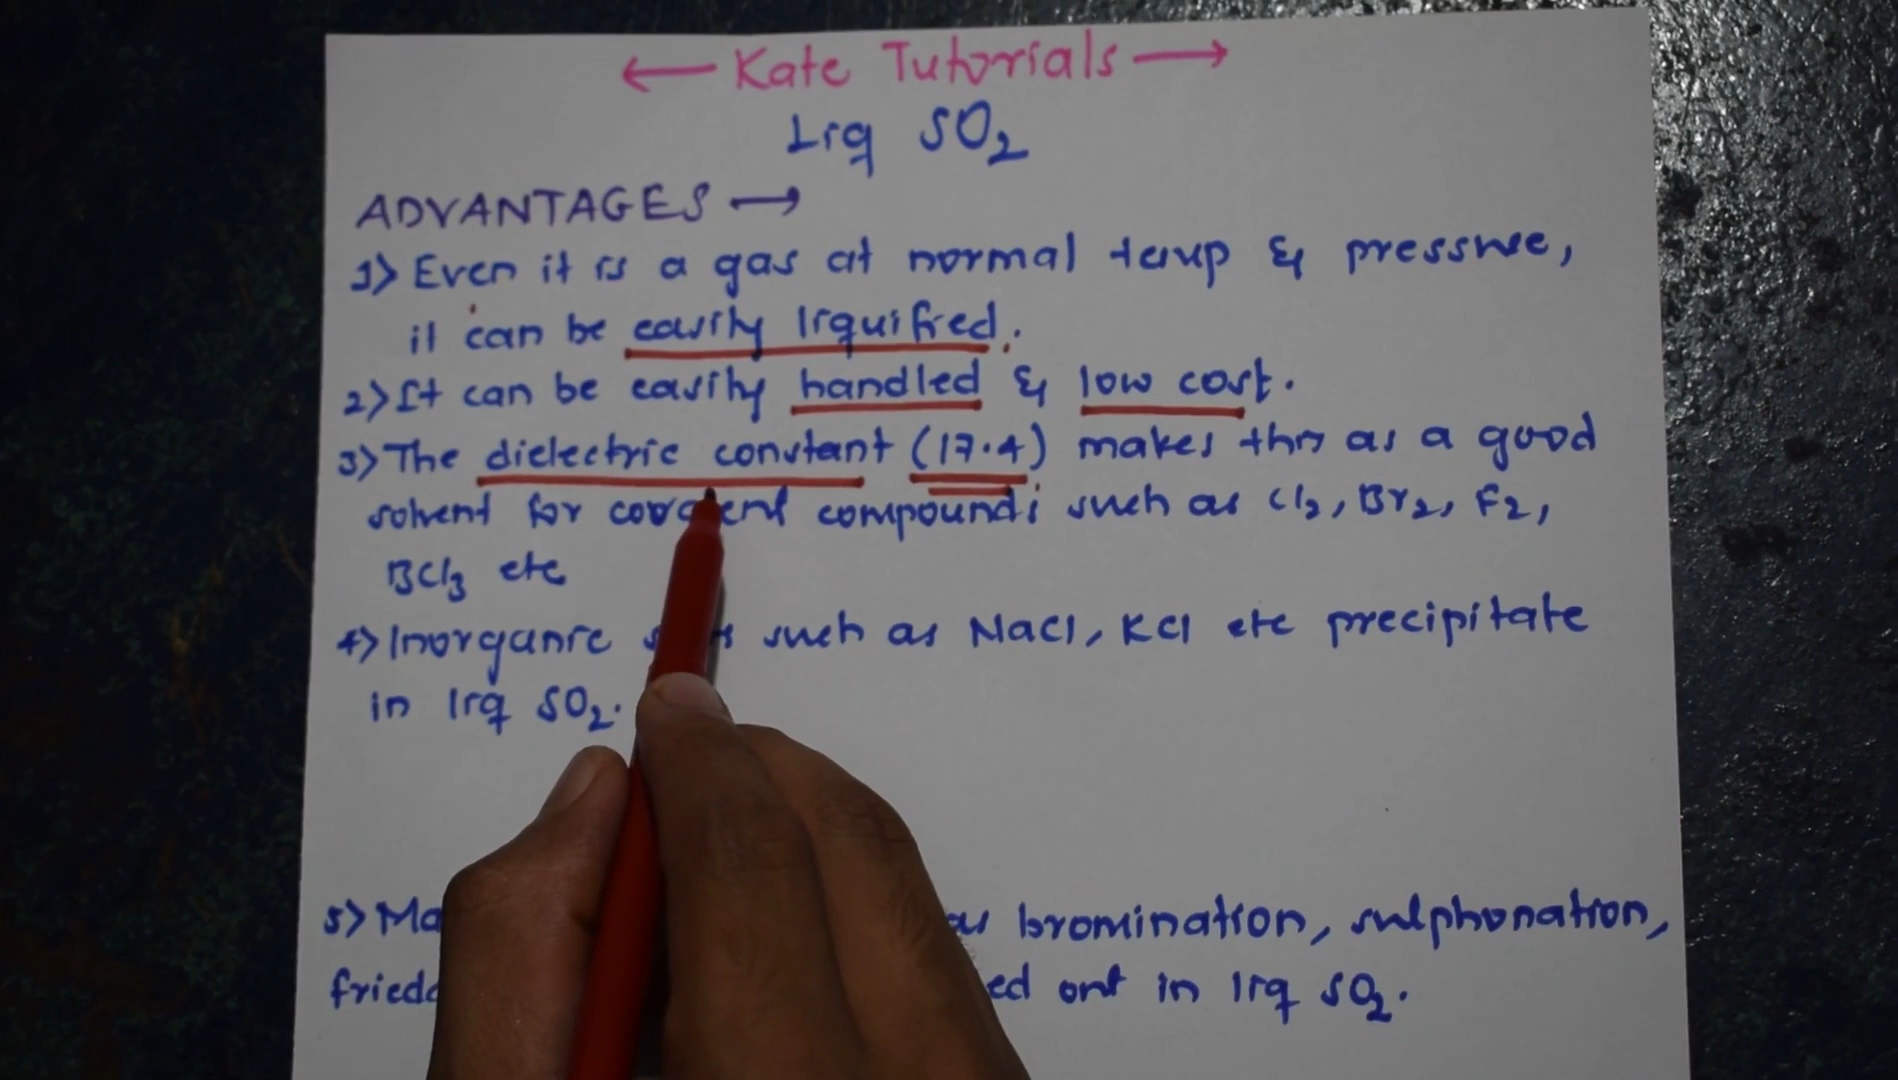 ← Kate Tutorials →
Liq SO₂
ADVANTAGES →
1) Even it is a gas at normal temp & pressure,
it can be easily liquified.
2) It can be easily handled & low cost.
3) The dielectric constant (17.4) makes this as a good
solvent for covalent compounds such as Cl₂, Br₂, F₂,
BCl₃ etc
4) Inorganic such as NaCl, KCl etc precipitate
in liq SO₂.
5) as bromination, sulphonation,
out in liq SO₂.